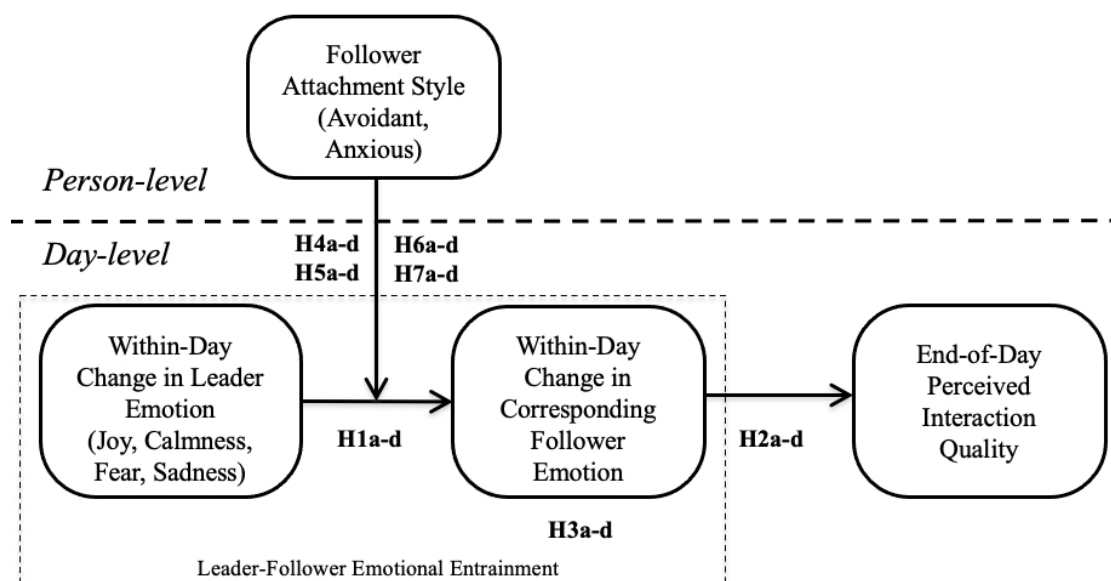 Follower
Attachment Style
(Avoidant,
Anxious)
Person-level
Day-level
H4a-d
H5a-d
H6a-d
H7a-d
Within-Day
Change in Leader
Emotion
(Joy, Calmness,
Fear, Sadness)
H1a-d
Within-Day
Change in
Corresponding
Follower
Emotion
H2a-d
End-of-Day
Perceived
Interaction
Quality
H3a-d
Leader-Follower Emotional Entrainment